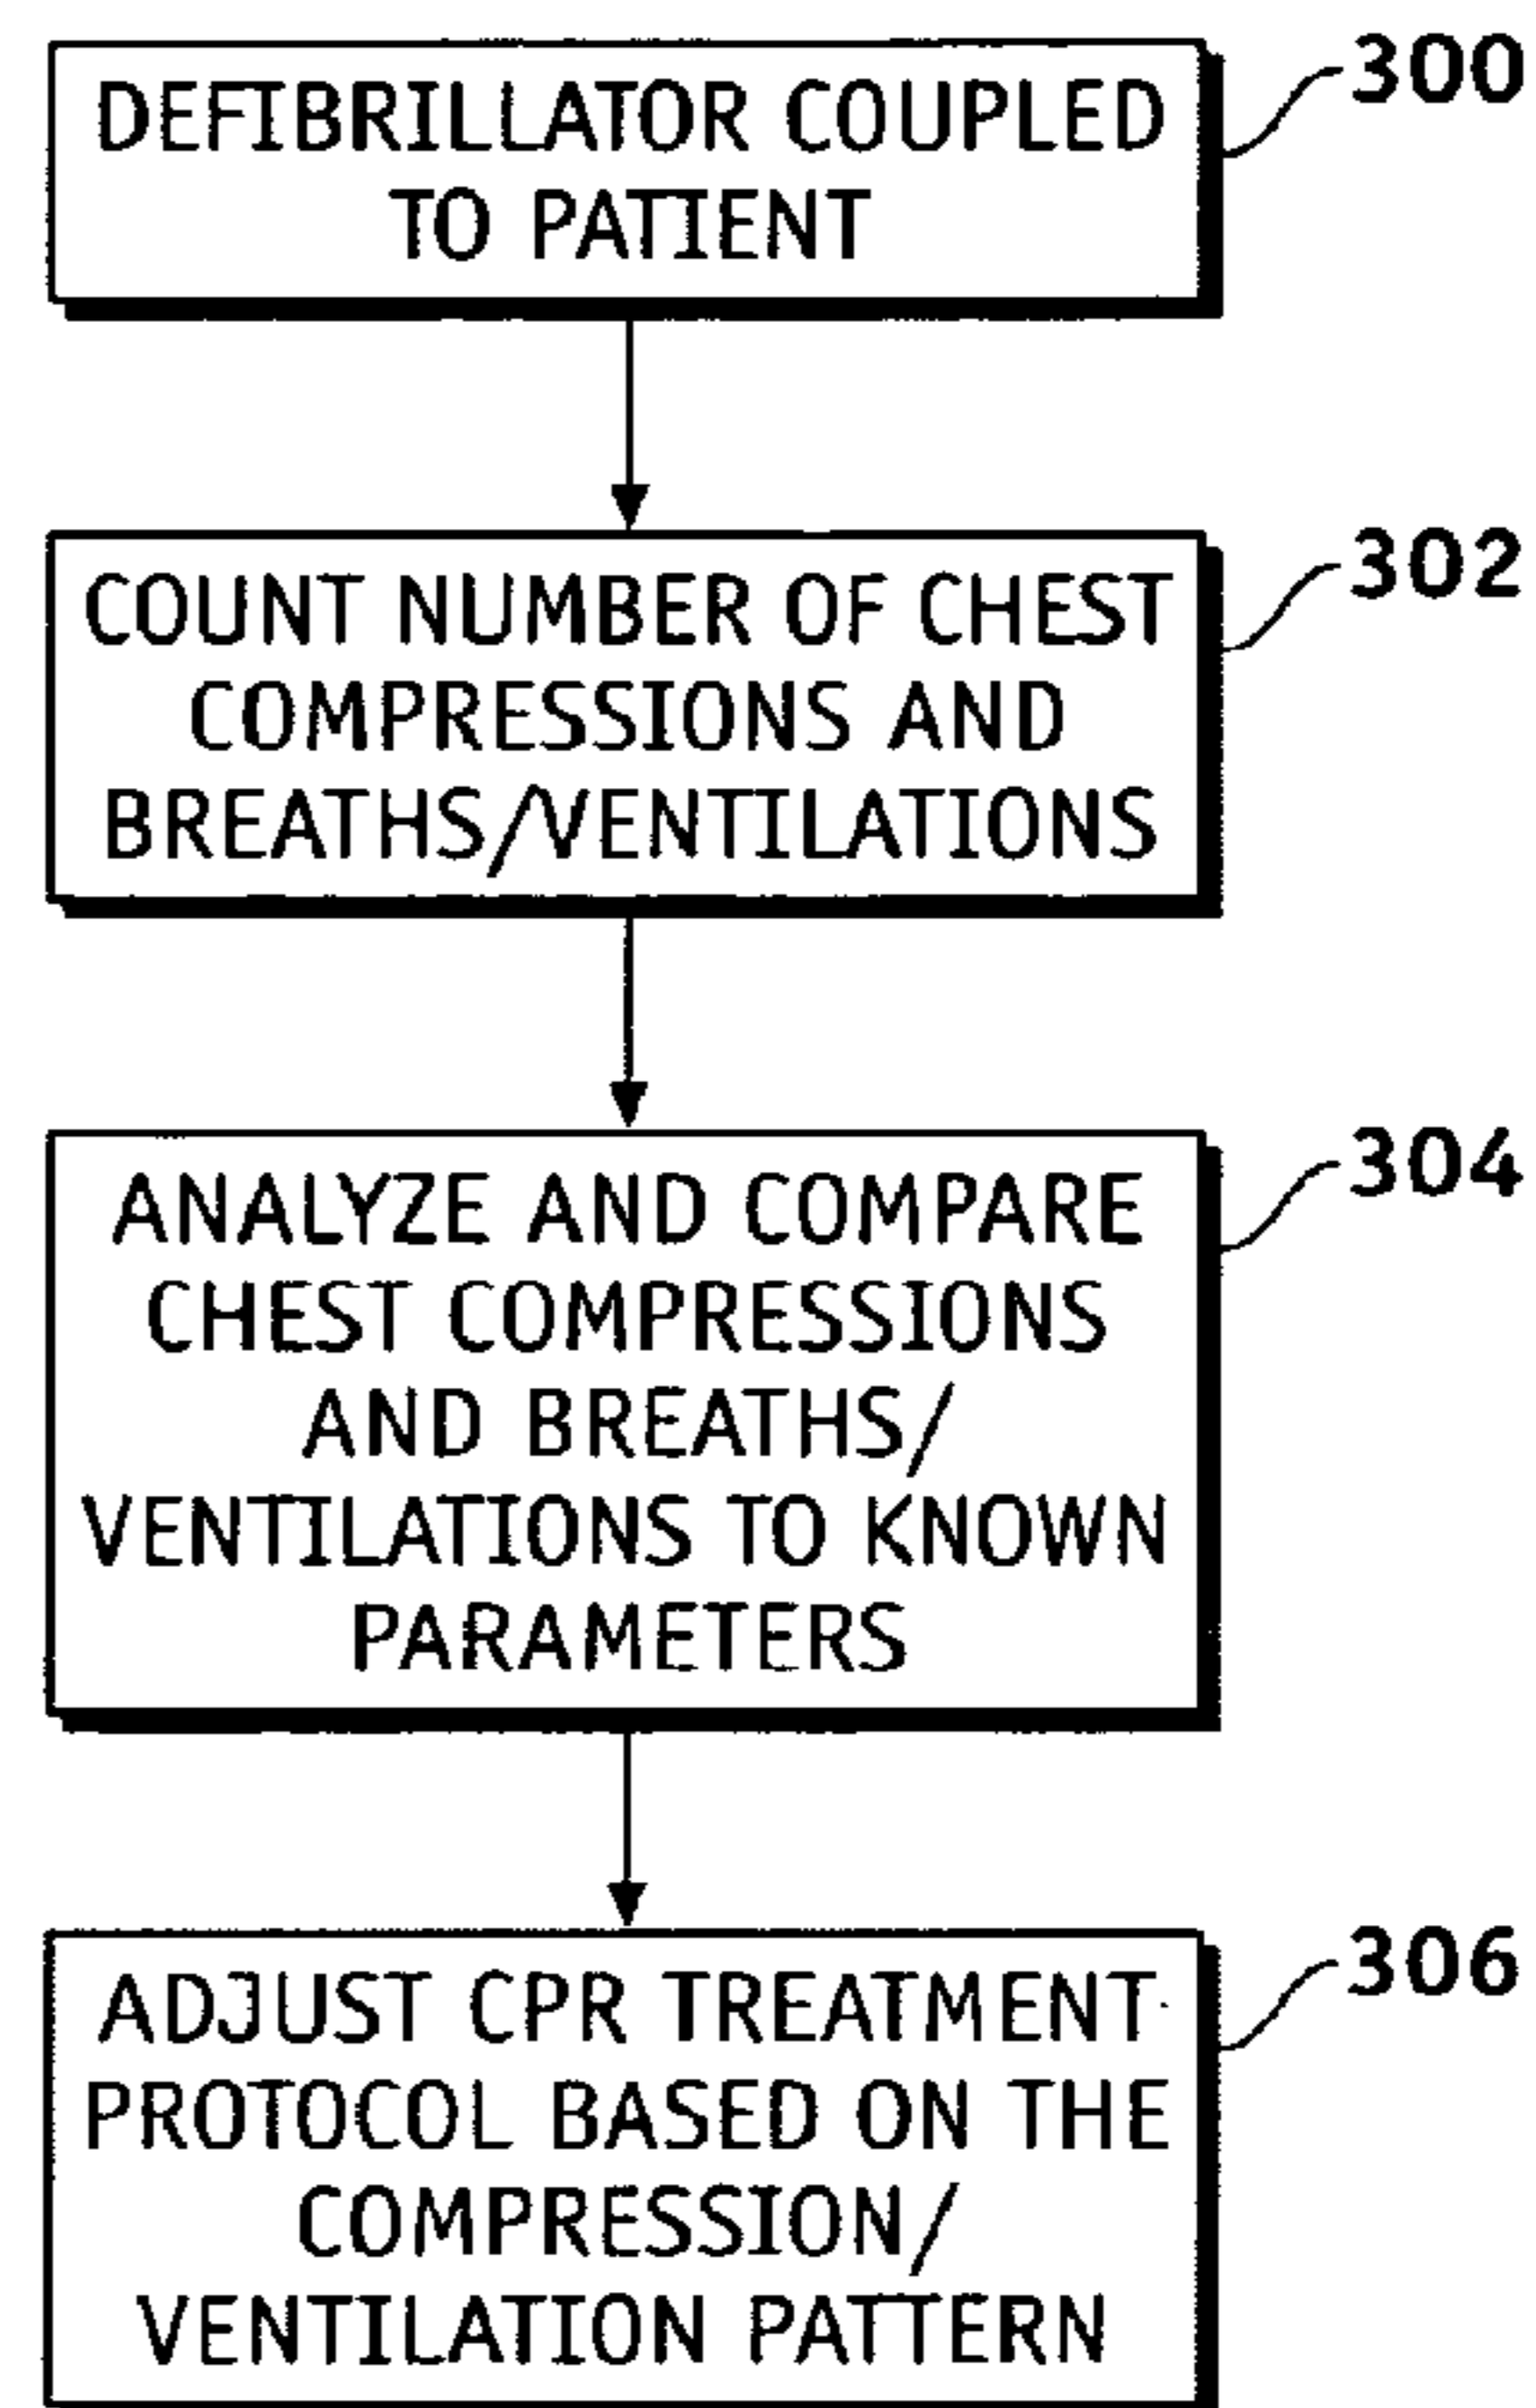 DEFIBRILLATOR COUPLED
TO PATIENT
300
COUNT NUMBER OF CHEST
COMPRESSIONS AND
BREATHS/VENTILATIONS
302
ANALYZE AND COMPARE
CHEST COMPRESSIONS
AND BREATHS/
VENTILATIONS TO KNOWN
PARAMETERS
304
ADJUST CPR TREATMENT
PROTOCOL BASED ON THE
COMPRESSION/
VENTILATION PATTERN
306